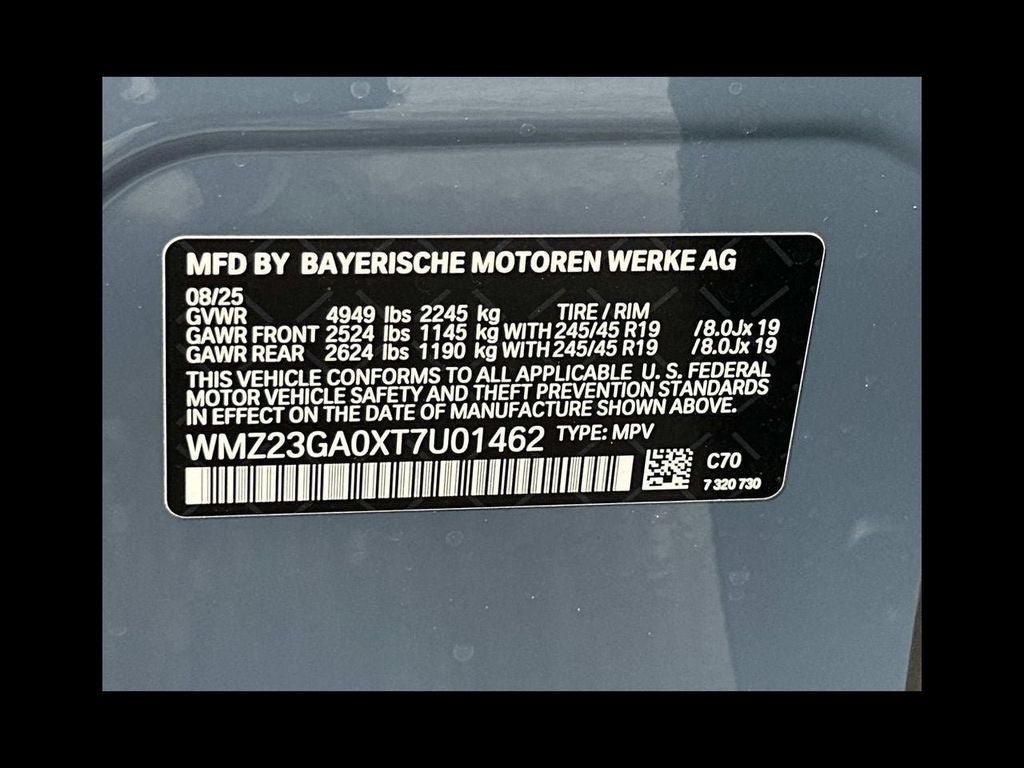 MFD BY BAYERISCHE MOTOREN WERKE AG
08/25
GVWR 4949 lbs 2245 kg TIRE / RIM
GAWR FRONT 2524 lbs 1145 kg WITH 245/45 R19 /8.0Jx 19
GAWR REAR 2624 lbs 1190 kg WITH 245/45 R19 /8.0Jx 19
THIS VEHICLE CONFORMS TO ALL APPLICABLE U. S. FEDERAL
MOTOR VEHICLE SAFETY AND THEFT PREVENTION STANDARDS
IN EFFECT ON THE DATE OF MANUFACTURE SHOWN ABOVE.
WMZ23GA0XT7U01462 TYPE: MPV
C70
7 320 730